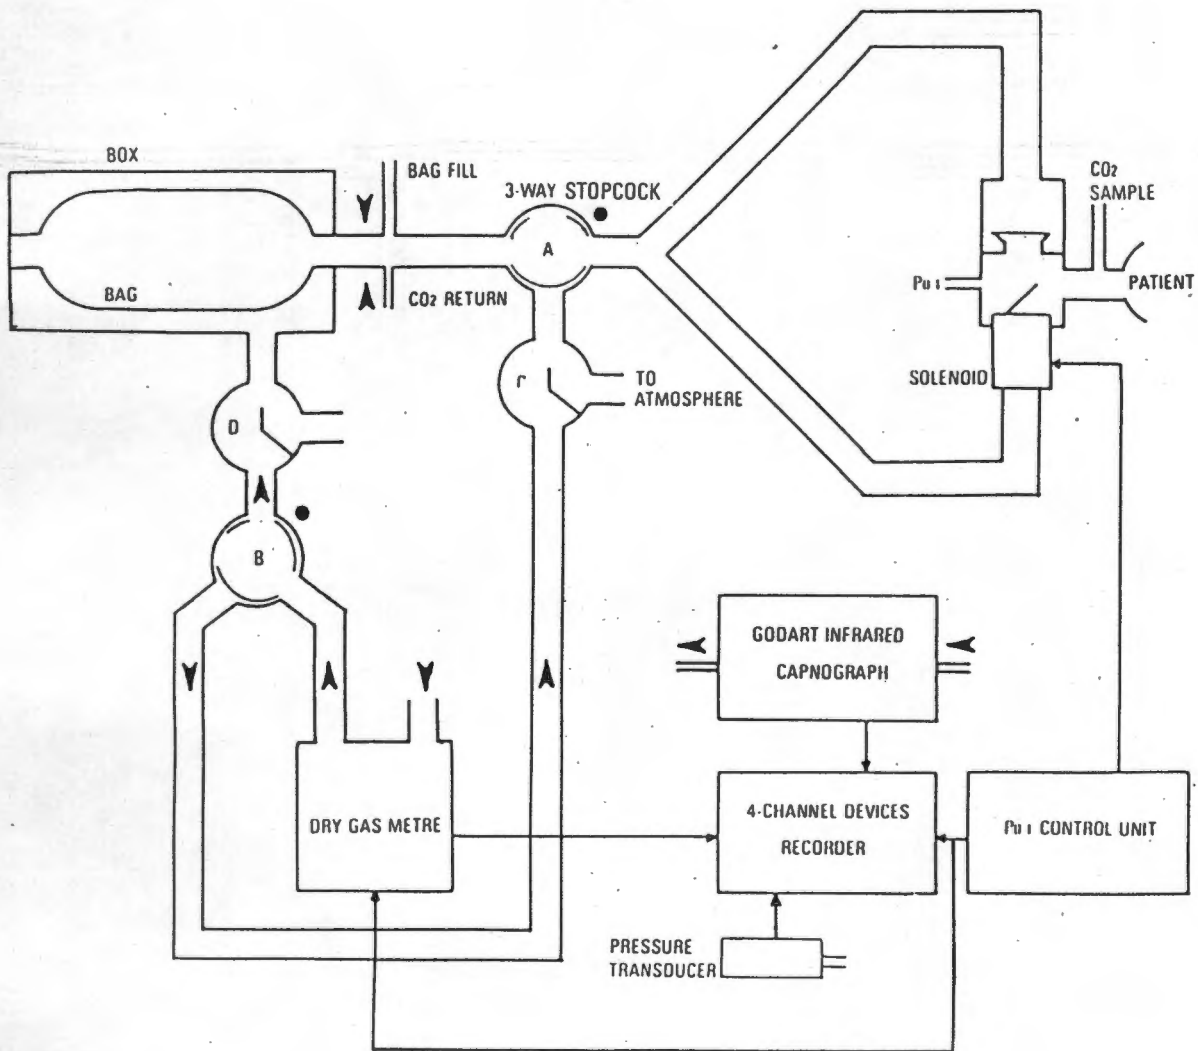 BOX
BAG FILL
3-WAY STOPCOCK
CO2
SAMPLE
A
BAG
CO2 RETURN
PATIENT
SOLENOID
TO
ATMOSPHERE
D
B
GODART INFRARED
CAPNOGRAPH
DRY GAS METRE
4-CHANNEL DEVICES
RECORDER
CONTROL UNIT
PRESSURE
TRANSDUCER